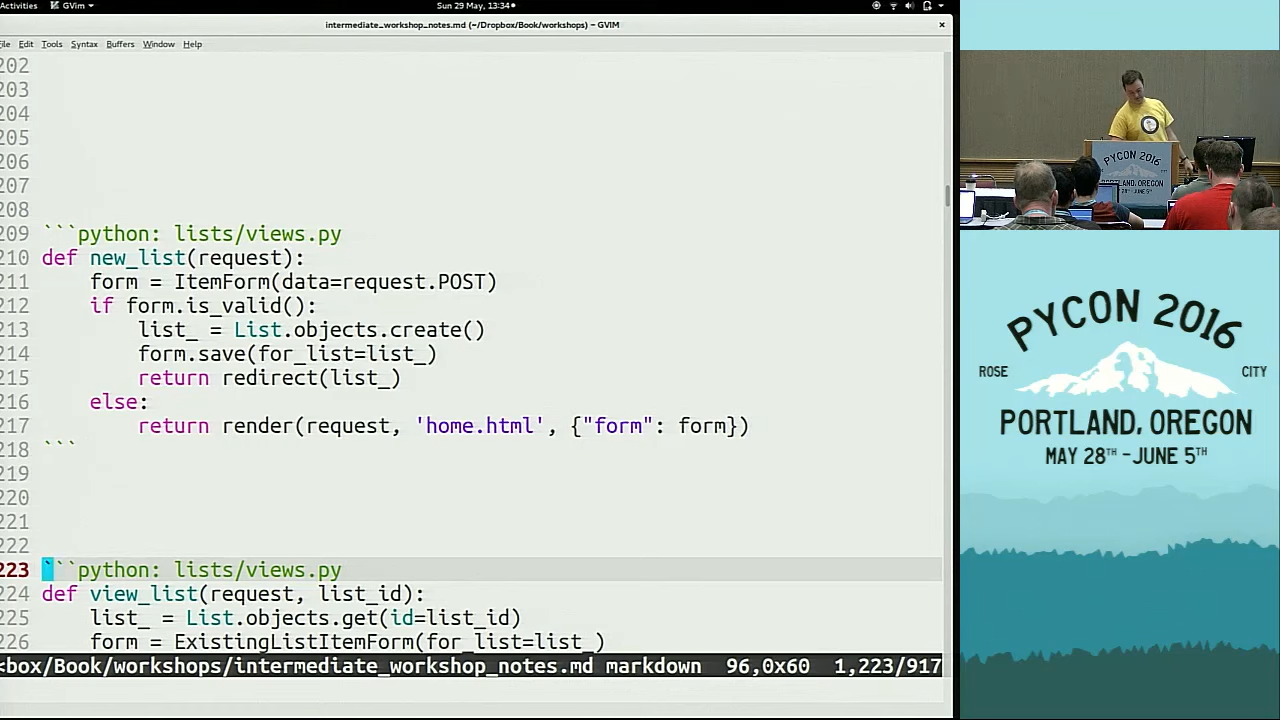 Activities GVim Sun 29 May, 13:34
intermediate_workshop_notes.md (~/Dropbox/Book/workshops) – GVIM
ile Edit Tools Syntax Buffers Window Help
202
203
204
205
206
207
208
209 ```python: lists/views.py
210 def new_list(request):
211     form = ItemForm(data=request.POST)
212     if form.is_valid():
213         list_ = List.objects.create()
214         form.save(for_list=list_)
215         return redirect(list_)
216     else:
217         return render(request, 'home.html', {"form": form})
218 ```
219
220
221
222
223 ```python: lists/views.py
224 def view_list(request, list_id):
225     list_ = List.objects.get(id=list_id)
226     form = ExistingListItemForm(for_list=list_)
<box/Book/workshops/intermediate_workshop_notes.md markdown 96,0x60 1,223/917
PYCON 2016
PORTLAND, OREGON
PYCON 2016
ROSE CITY
PORTLAND, OREGON
MAY 28TH - JUNE 5TH